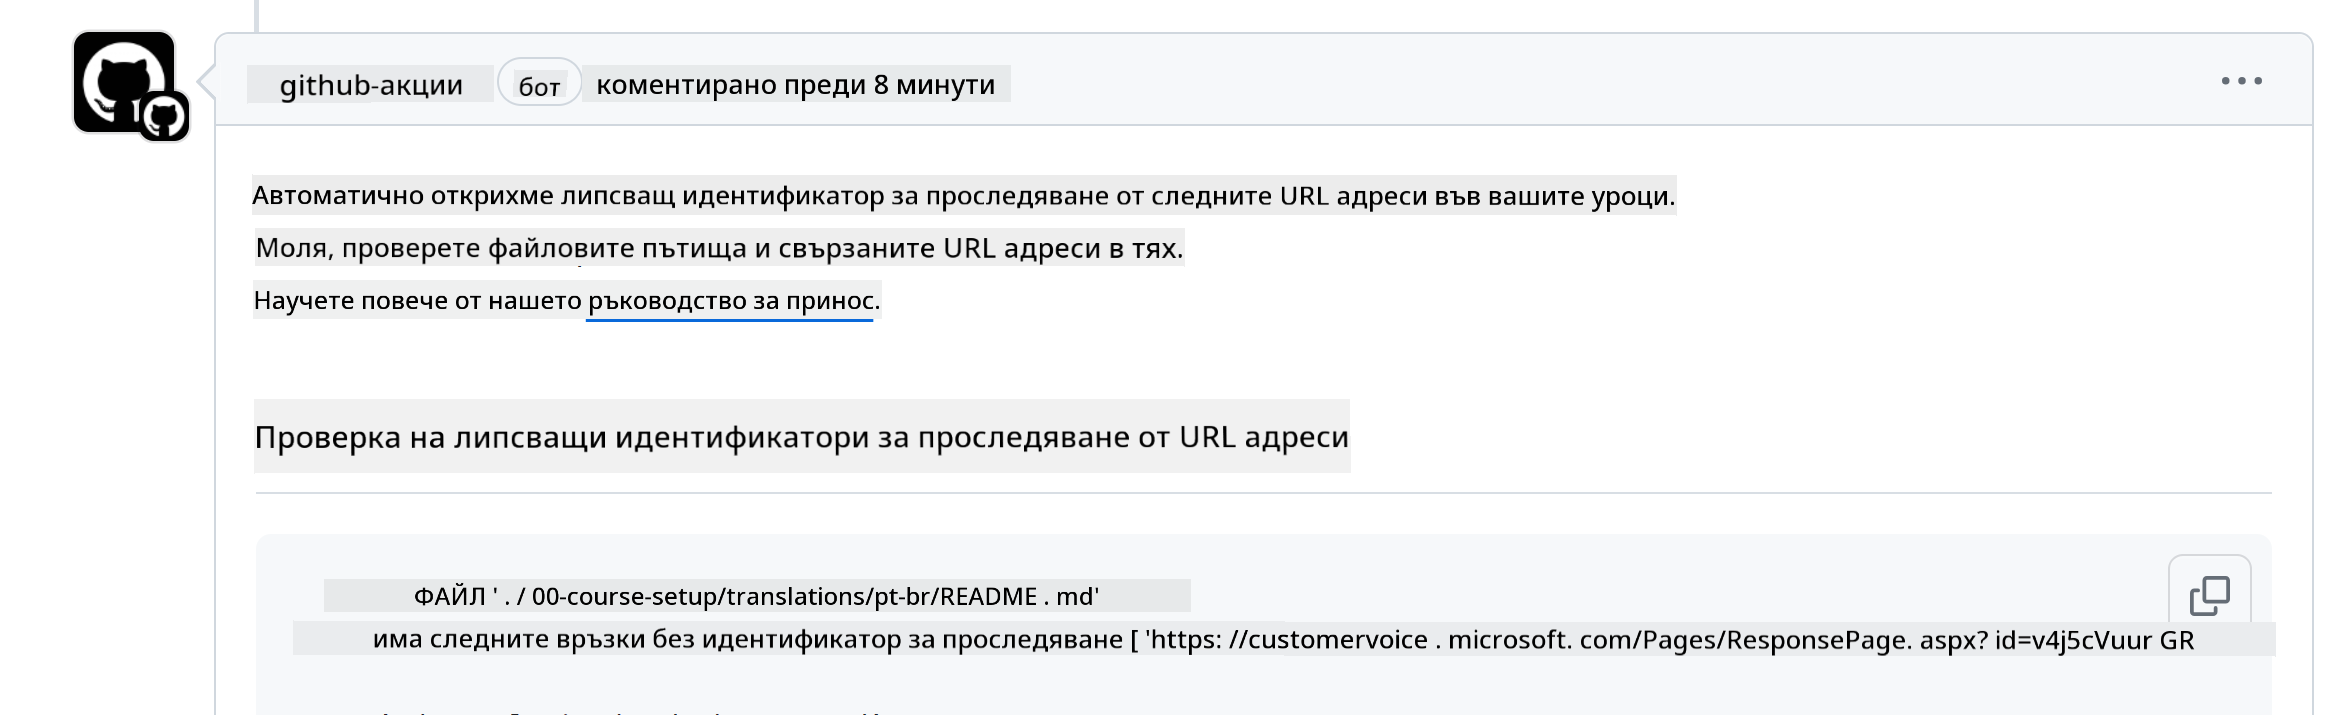 github-акции бот коментирано преди 8 минути
Автоматично открихме липсващ идентификатор за проследяване от следните URL адреси във вашите уроци.
Моля, проверете файловите пътища и свързаните URL адреси в тях.
Научете повече от нашето ръководство за принос.
Проверка на липсващи идентификатори за проследяване от URL адреси
ФАЙЛ ' . / 00-course-setup/translations/pt-br/README . md'
има следните връзки без идентификатор за проследяване [ 'https: //customervoice . microsoft. com/Pages/ResponsePage. aspx? id=v4j5cVuur GR